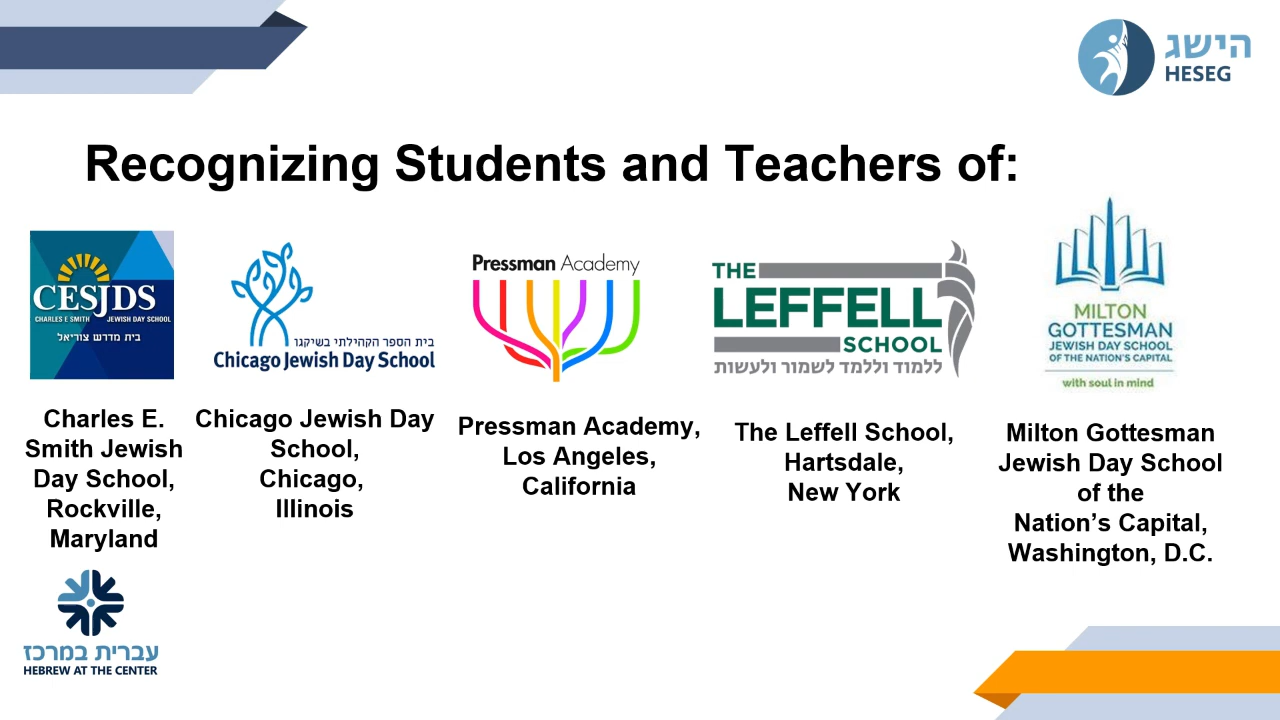 הישג
HESEG
Recognizing Students and Teachers of:
CESJDS
CHARLES E SMITH JEWISH DAY SCHOOL
בית מדרש צוריאל
Charles E.
Smith Jewish
Day School,
Rockville,
Maryland
בית הספר הקהילתי בשיקגו
Chicago Jewish Day School
Chicago Jewish Day
School,
Chicago,
Illinois
Pressman Academy
Pressman Academy,
Los Angeles,
California
THE
LEFFELL
SCHOOL
ללמוד וללמד לשמור ולעשות
The Leffell School,
Hartsdale,
New York
MILTON
GOTTESMAN
JEWISH DAY SCHOOL
OF THE NATION'S CAPITAL
with soul in mind
Milton Gottesman
Jewish Day School
of the
Nation’s Capital,
Washington, D.C.
עברית במרכז
HEBREW AT THE CENTER